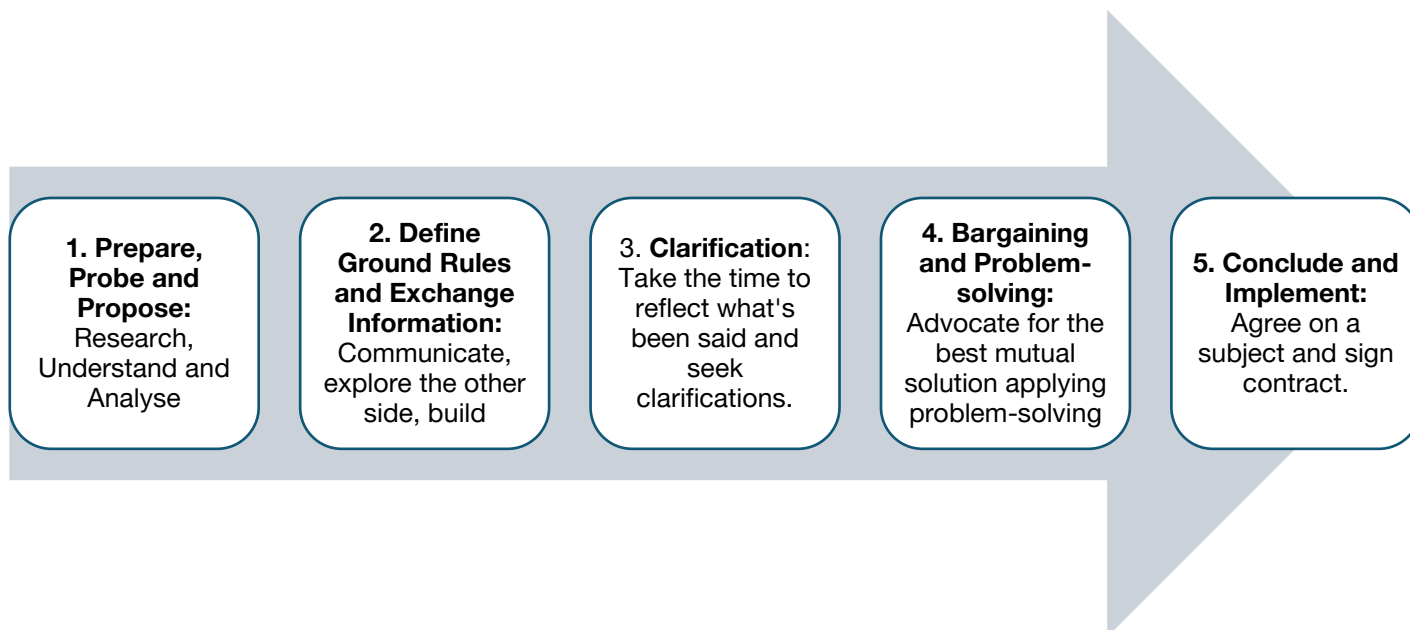 1. Prepare,
Probe and
Propose:
Research,
Understand and
Analyse
2. Define
Ground Rules
and Exchange
Information:
Communicate,
explore the other
side, build
3. Clarification:
Take the time to
reflect what's
been said and
seek
clarifications.
4. Bargaining
and Problem-
solving:
Advocate for the
best mutual
solution applying
problem-solving
5. Conclude and
Implement:
Agree on a
subject and sign
contract.